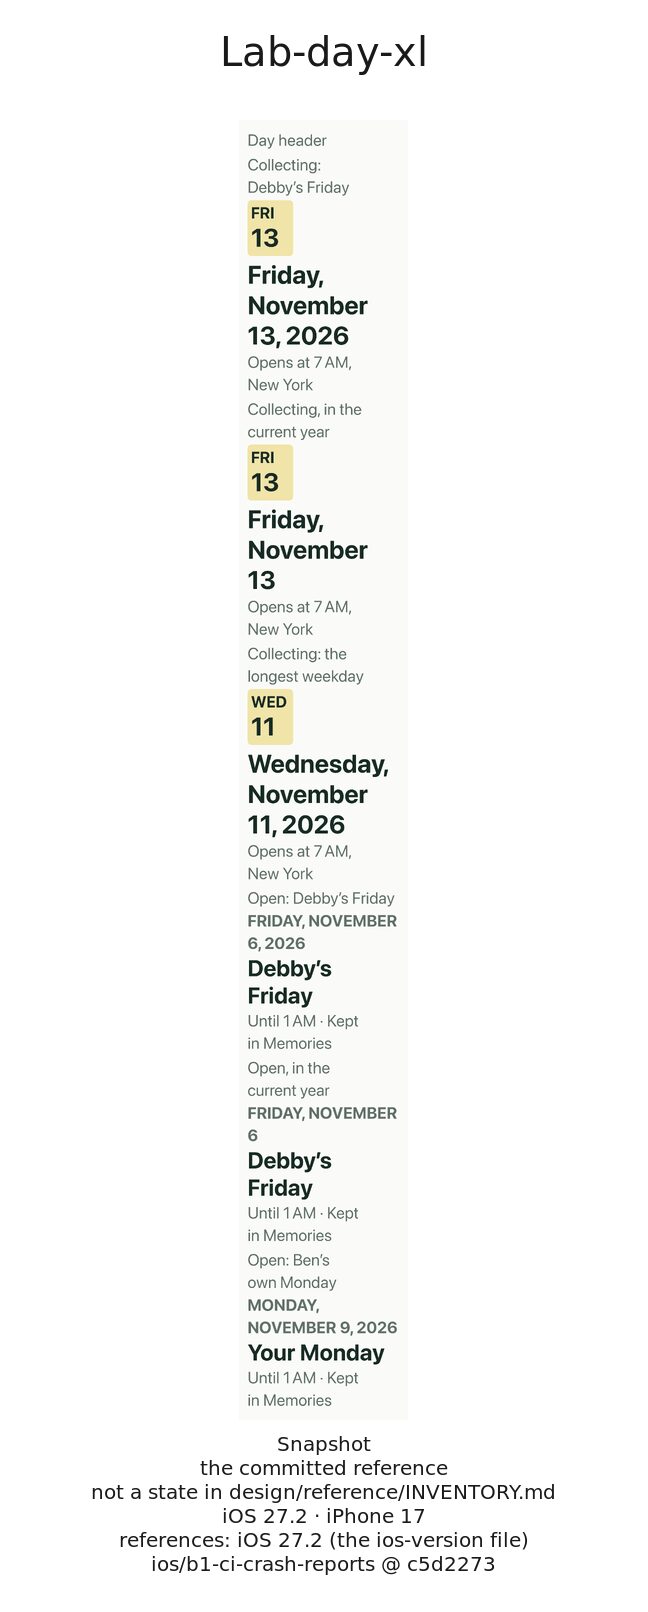 Lab-day-xl
Day header
Collecting:
Debby’s Friday
FRI
13
Friday,
November
13, 2026
Opens at 7 AM,
New York
Collecting, in the
current year
FRI
13
Friday,
November
13
Opens at 7 AM,
New York
Collecting: the
longest weekday
WED
11
Wednesday,
November
11, 2026
Opens at 7 AM,
New York
Open: Debby’s Friday
FRIDAY, NOVEMBER
6, 2026
Debby’s
Friday
Until 1 AM · Kept
in Memories
Open, in the
current year
FRIDAY, NOVEMBER
6
Debby’s
Friday
Until 1 AM · Kept
in Memories
Open: Ben’s
own Monday
MONDAY,
NOVEMBER 9, 2026
Your Monday
Until 1 AM · Kept
in Memories
Snapshot
the committed reference
not a state in design/reference/INVENTORY.md
iOS 27.2 · iPhone 17
references: iOS 27.2 (the ios-version file)
ios/b1-ci-crash-reports @ c5d2273